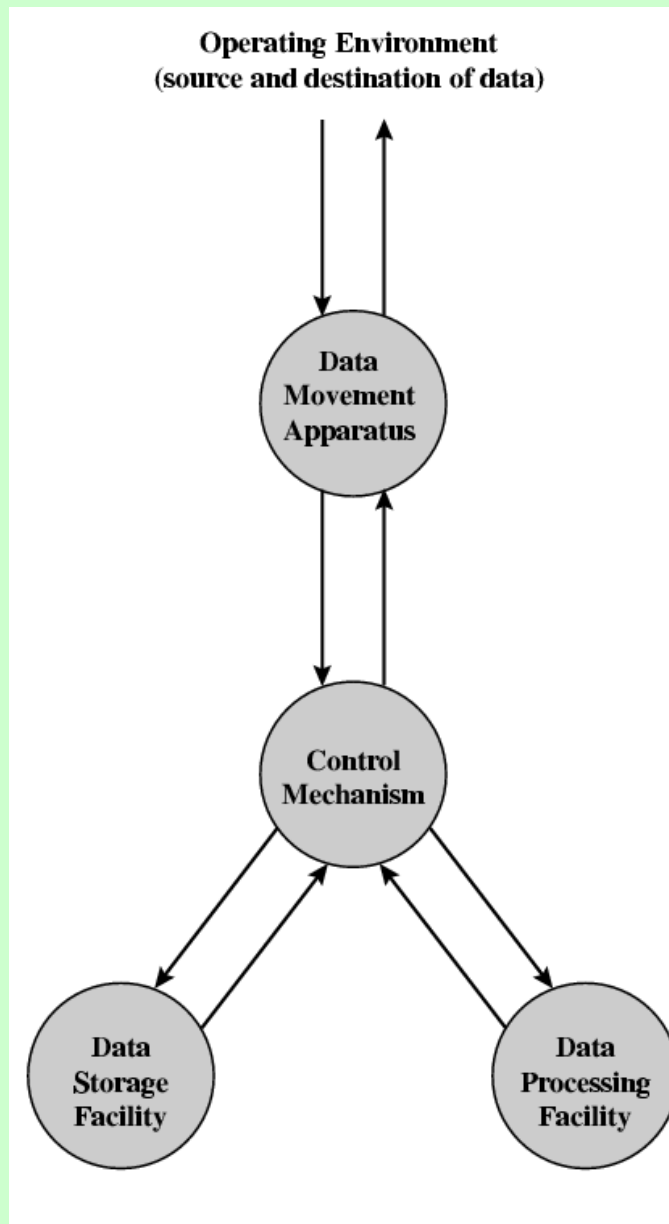 Operating Environment
(source and destination of data)
Data
Movement
Apparatus
Control
Mechanism
Data
Storage
Facility
Data
Processing
Facility